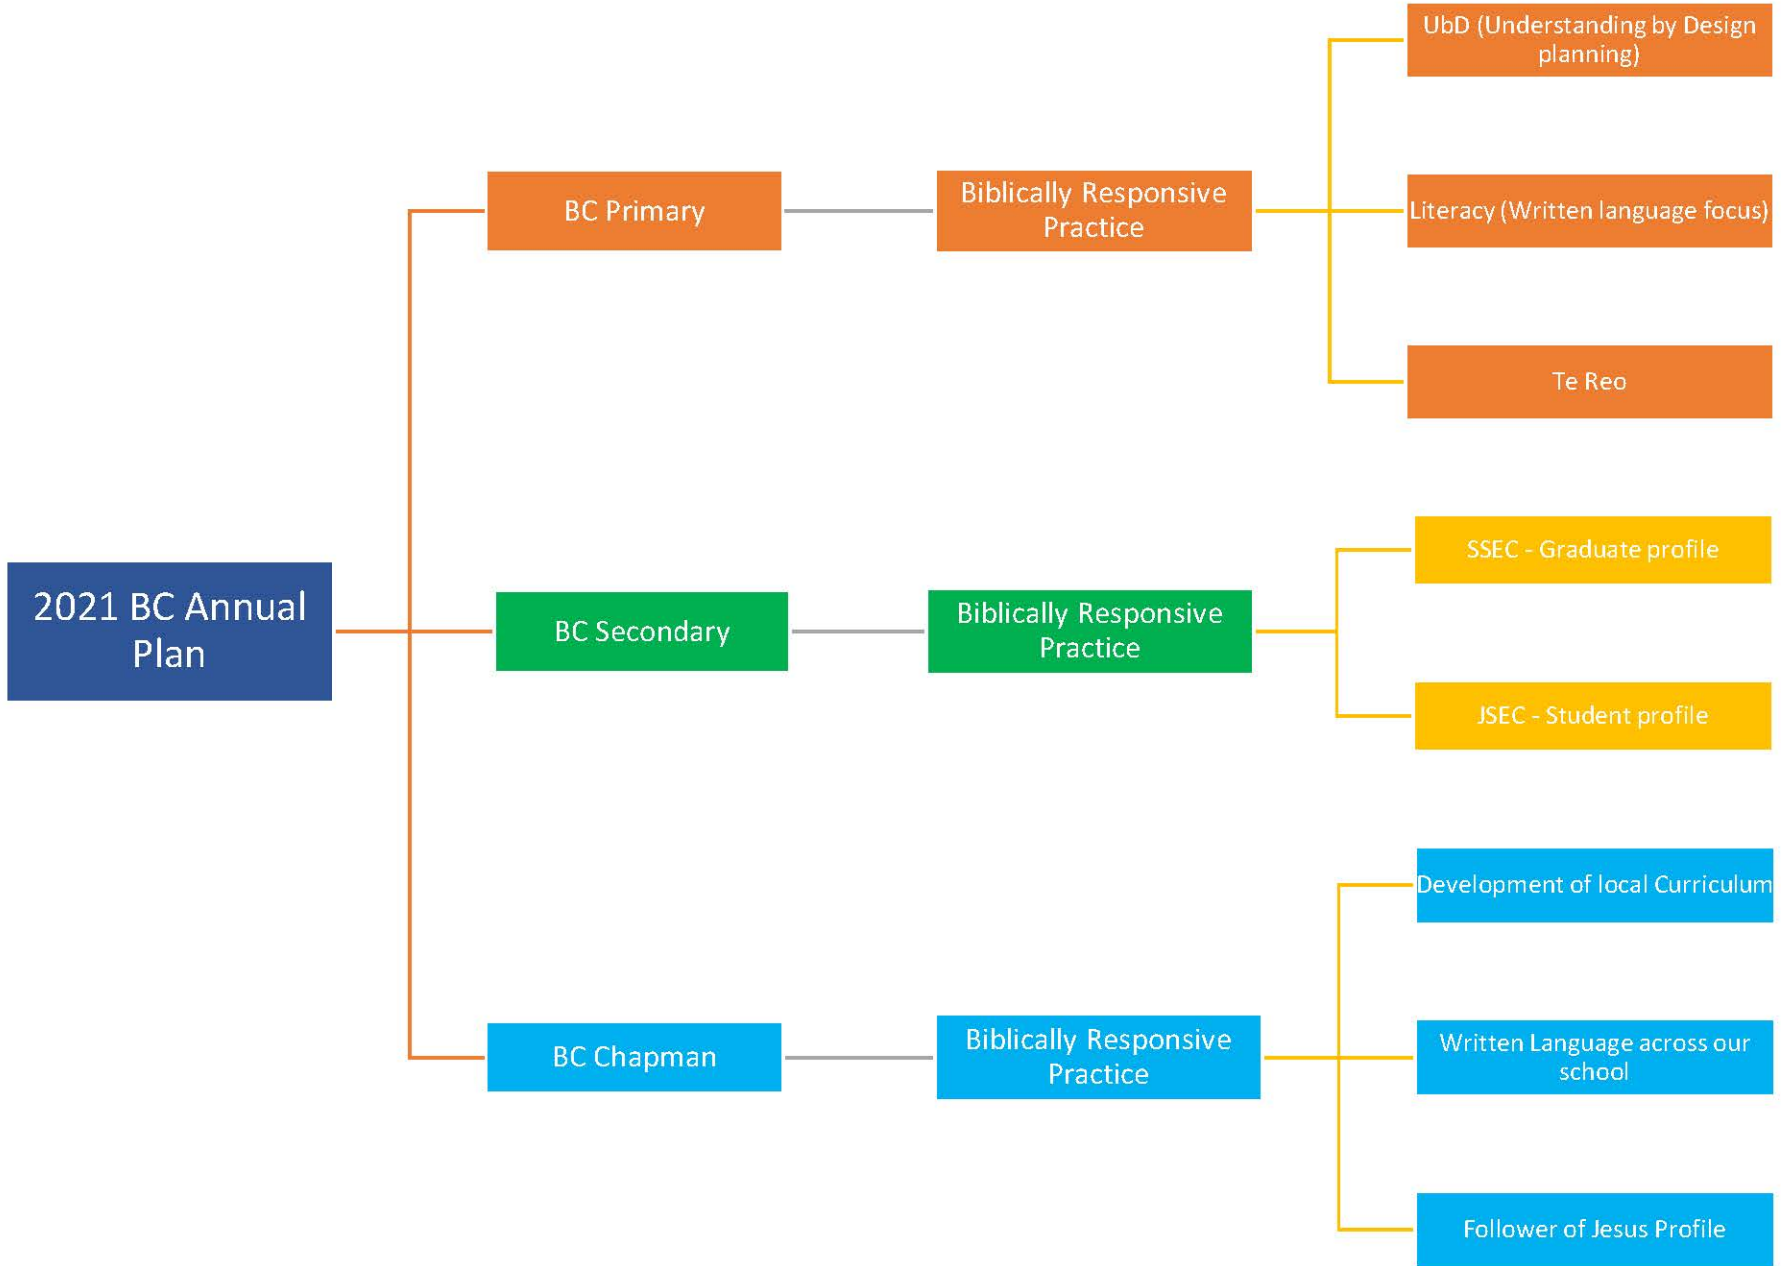 2021 BC Annual
Plan
BC Primary
Biblically Responsive
Practice
UbD (Understanding by Design
planning)
Literacy (Written language focus)
Te Reo
BC Secondary
Biblically Responsive
Practice
SSEC - Graduate profile
JSEC - Student profile
BC Chapman
Biblically Responsive
Practice
Development of local Curriculum
Written Language across our
school
Follower of Jesus Profile